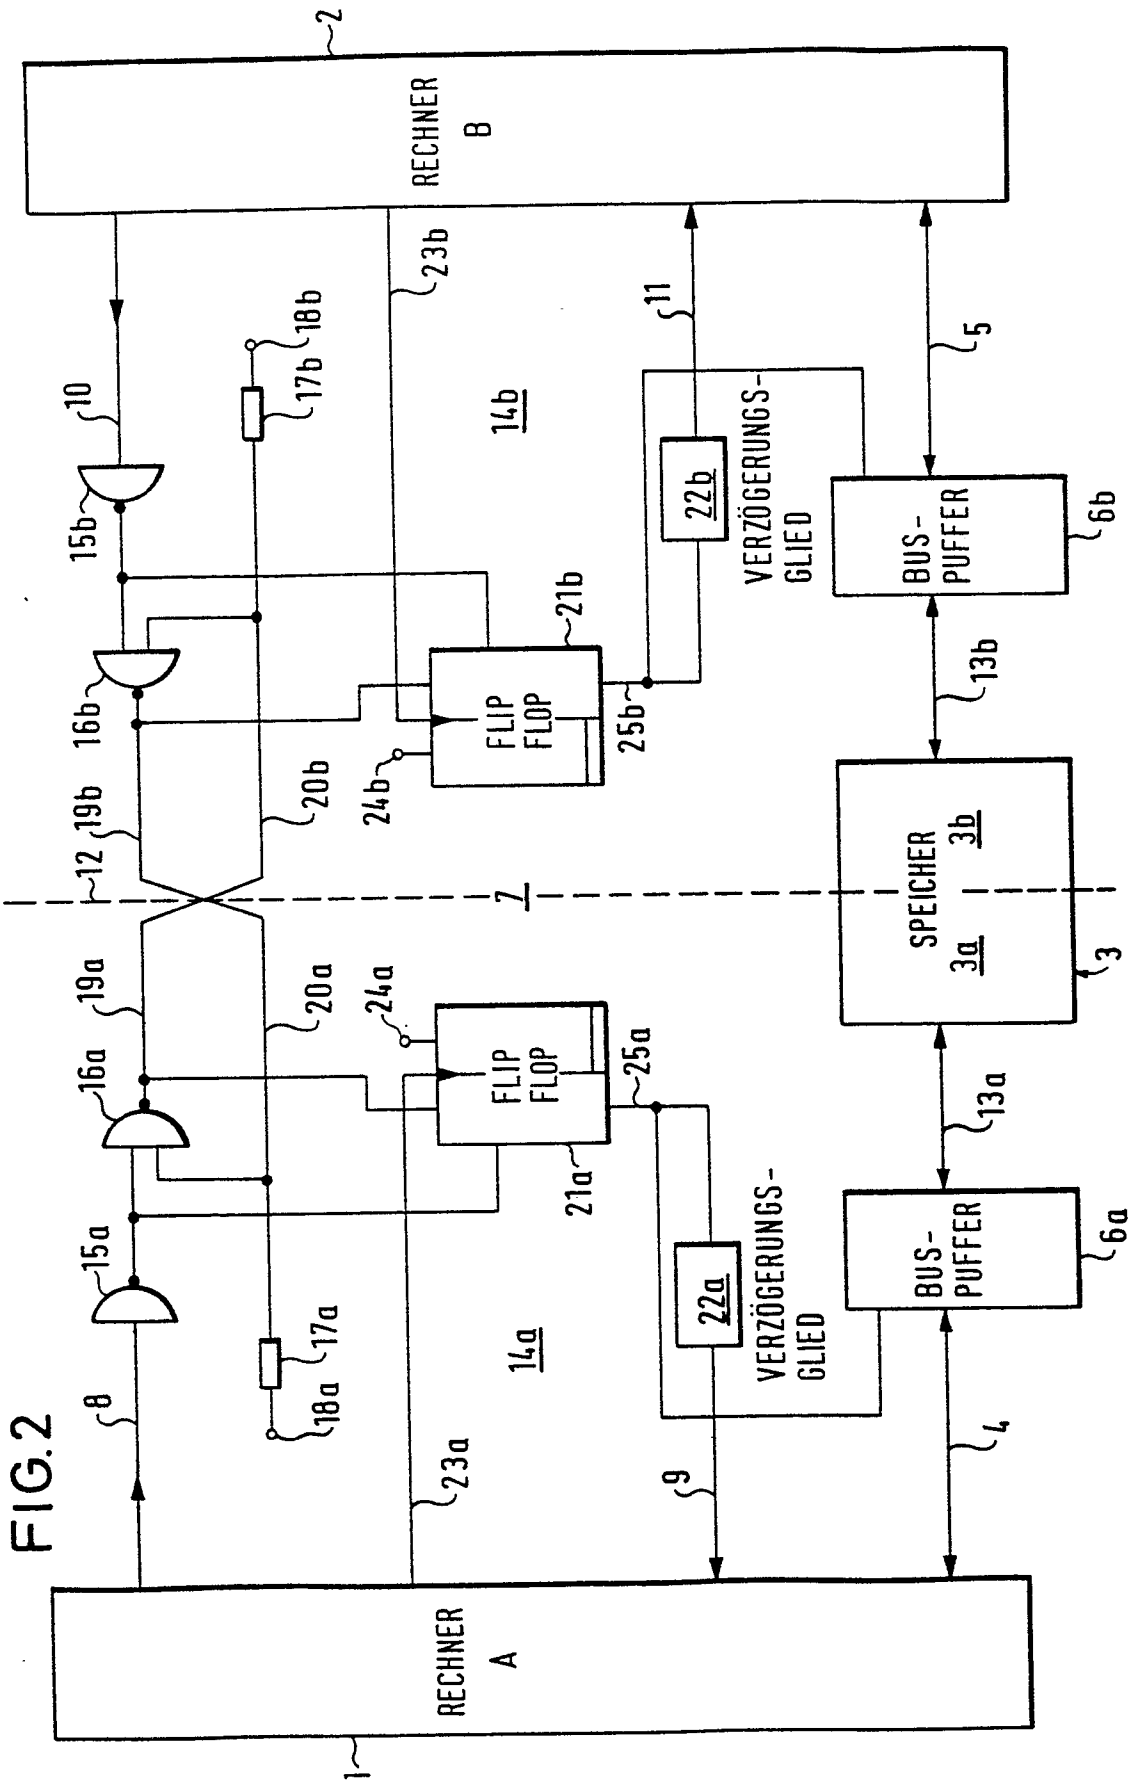 FIG. 2
1
RECHNER
A
8
15a
16a
19a
12
19b
16b
15b
10
2
RECHNER
B
18a
17a
20a
20b
17b
18b
23a
24a
24b
23b
21a
FLIP
FLOP
7
FLIP
FLOP
21b
14a
14b
25a
25b
9
22a
VERZÖGERUNGS-
GLIED
22b
VERZÖGERUNGS-
GLIED
11
4
BUS-
PUFFER
6a
13a
SPEICHER
3a
3b
3
13b
BUS-
PUFFER
6b
5